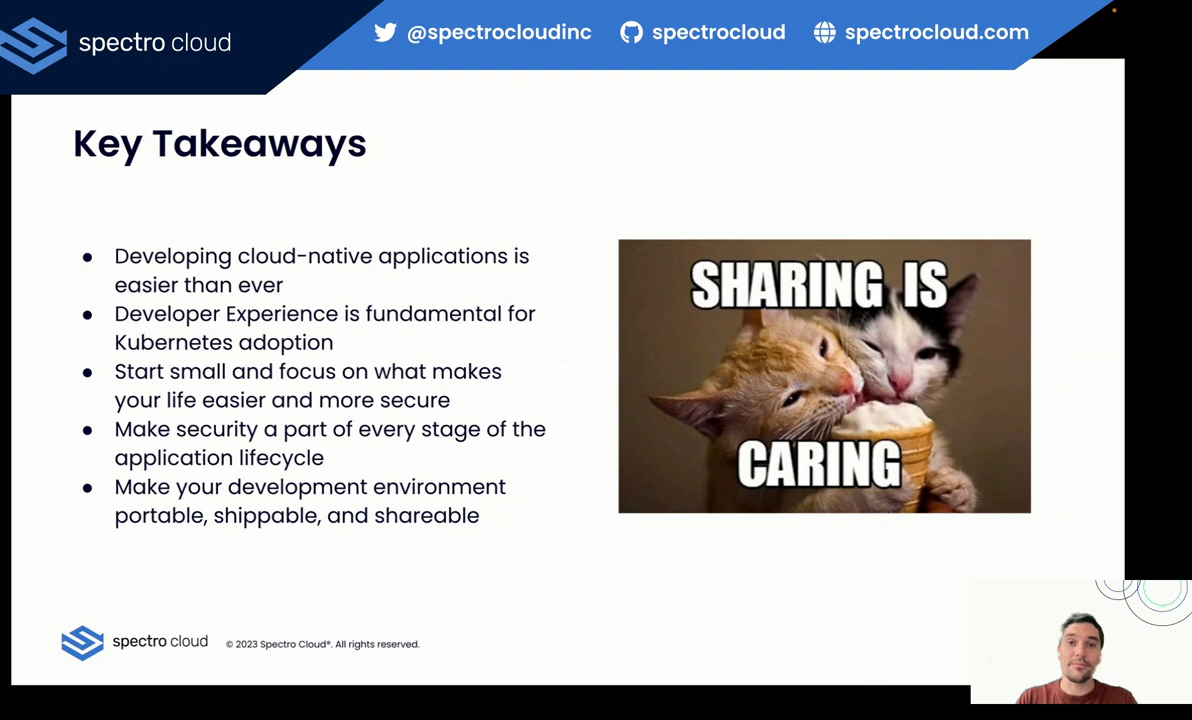 spectro cloud
@spectrocloudinc
spectrocloud
spectrocloud.com
Key Takeaways
● Developing cloud-native applications is
easier than ever
● Developer Experience is fundamental for
Kubernetes adoption
● Start small and focus on what makes
your life easier and more secure
● Make security a part of every stage of the
application lifecycle
● Make your development environment
portable, shippable, and shareable
SHARING IS
CARING
spectro cloud
© 2023 Spectro Cloud®. All rights reserved.